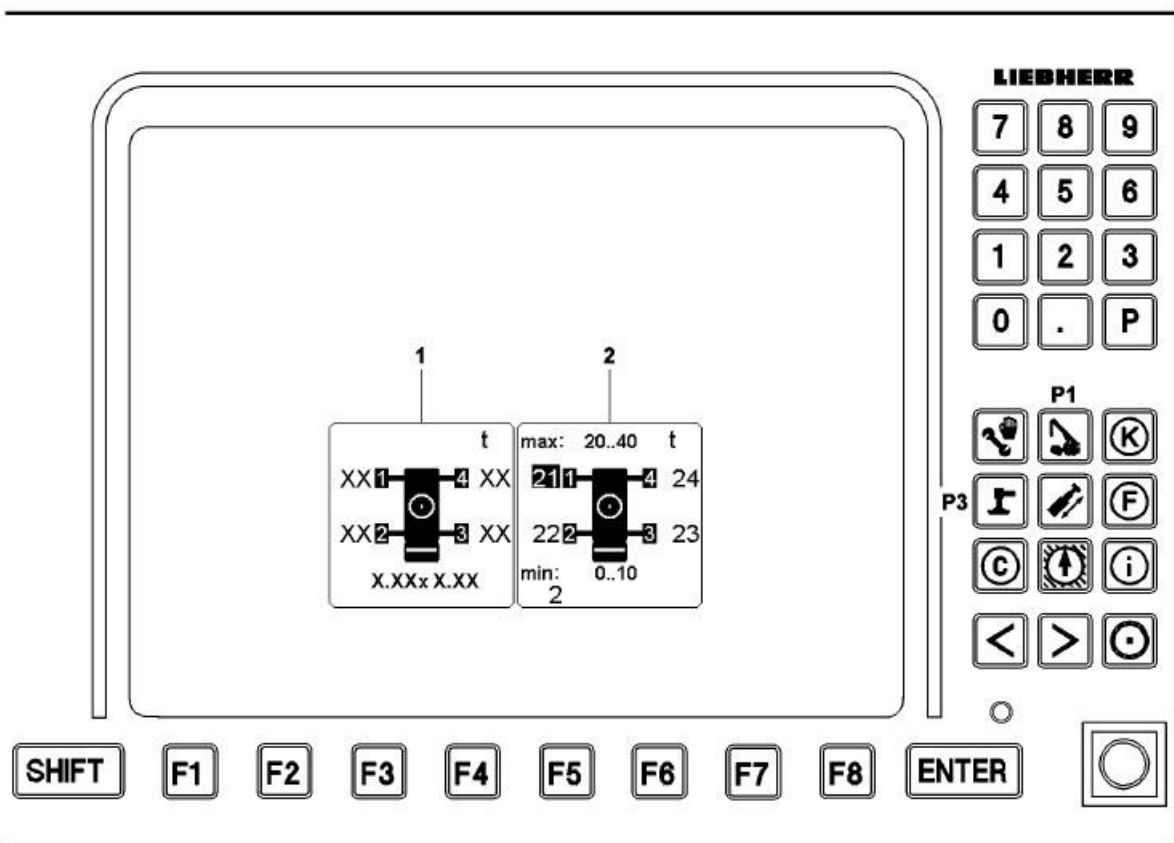 LIEBHERR
7 8 9
4 5 6
1 2 3
0 . P
1 2
t
XX 1 4 XX
XX 2 3 XX
X.XX x X.XX
max: 20..40 t
21 1 4 24
22 2 3 23
min: 0..10
2
P1
K
P3
F
C i
< >
SHIFT F1 F2 F3 F4 F5 F6 F7 F8 ENTER